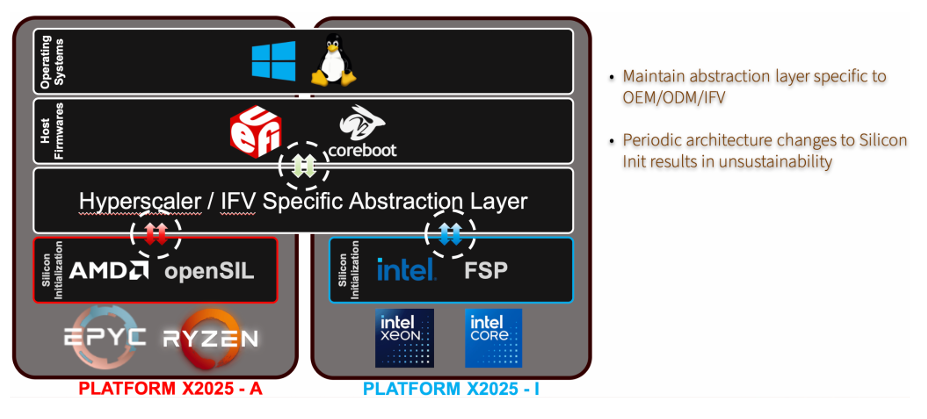 Operating
Systems
Host
Firmwares
uefi
coreboot
Hyperscaler / IFV Specific Abstraction Layer
Silicon
Initialization
AMD openSIL
Silicon
Initialization
intel. FSP
EPYC RYZEN
intel
XEON
intel
CORE
PLATFORM X2025 - A
PLATFORM X2025 - I
• Maintain abstraction layer specific to
OEM/ODM/IFV
• Periodic architecture changes to Silicon
Init results in unsustainability